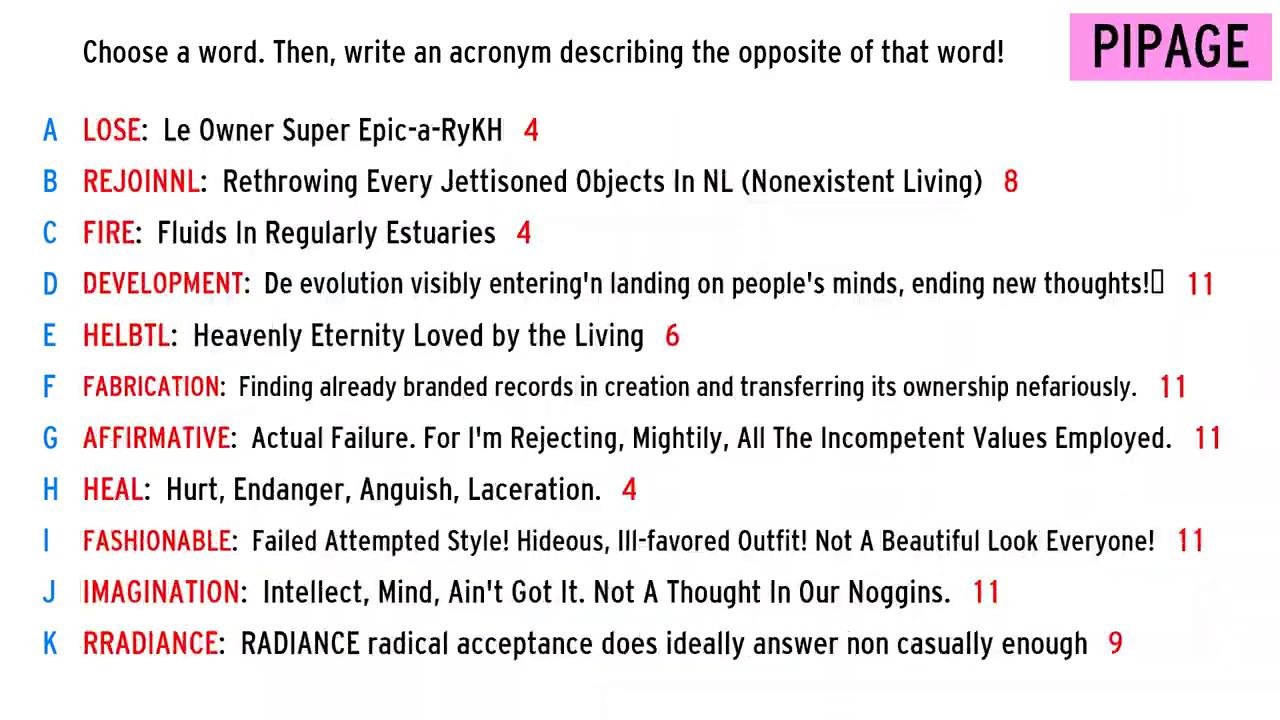 Choose a word. Then, write an acronym describing the opposite of that word!
PIPAGE
A LOSE: Le Owner Super Epic-a-RyKH 4
B REJOINNL: Rethrowing Every Jettisoned Objects In NL (Nonexistent Living) 8
C FIRE: Fluids In Regularly Estuaries 4
D DEVELOPMENT: De evolution visibly entering'n landing on people's minds, ending new thoughts!▯ 11
E HELBTL: Heavenly Eternity Loved by the Living 6
F FABRICATION: Finding already branded records in creation and transferring its ownership nefariously. 11
G AFFIRMATIVE: Actual Failure. For I'm Rejecting, Mightily, All The Incompetent Values Employed. 11
H HEAL: Hurt, Endanger, Anguish, Laceration. 4
I FASHIONABLE: Failed Attempted Style! Hideous, Ill-favored Outfit! Not A Beautiful Look Everyone! 11
J IMAGINATION: Intellect, Mind, Ain't Got It. Not A Thought In Our Noggins. 11
K RRADIANCE: RADIANCE radical acceptance does ideally answer non casually enough 9